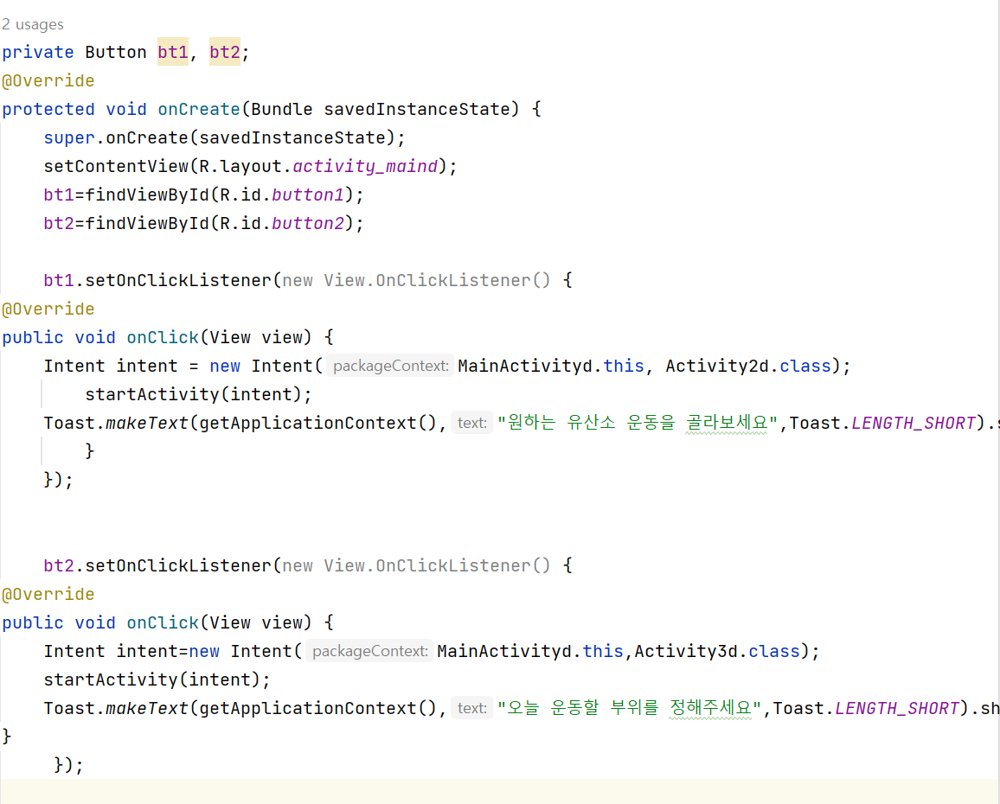 2 usages
private Button bt1, bt2;
@Override
protected void onCreate(Bundle savedInstanceState) {
super.onCreate(savedInstanceState);
setContentView(R.layout.activity_maind);
bt1=findViewById(R.id.button1);
bt2=findViewById(R.id.button2);
bt1.setOnClickListener(new View.OnClickListener() {
@Override
public void onClick(View view) {
Intent intent = new Intent( packageContext: MainActivityd.this, Activity2d.class);
startActivity(intent);
Toast.makeText(getApplicationContext(), text: "원하는 유산소 운동을 골라보세요",Toast.LENGTH_SHORT).s
}
});
bt2.setOnClickListener(new View.OnClickListener() {
@Override
public void onClick(View view) {
Intent intent=new Intent( packageContext: MainActivityd.this,Activity3d.class);
startActivity(intent);
Toast.makeText(getApplicationContext(), text: "오늘 운동할 부위를 정해주세요",Toast.LENGTH_SHORT).sh
}
});